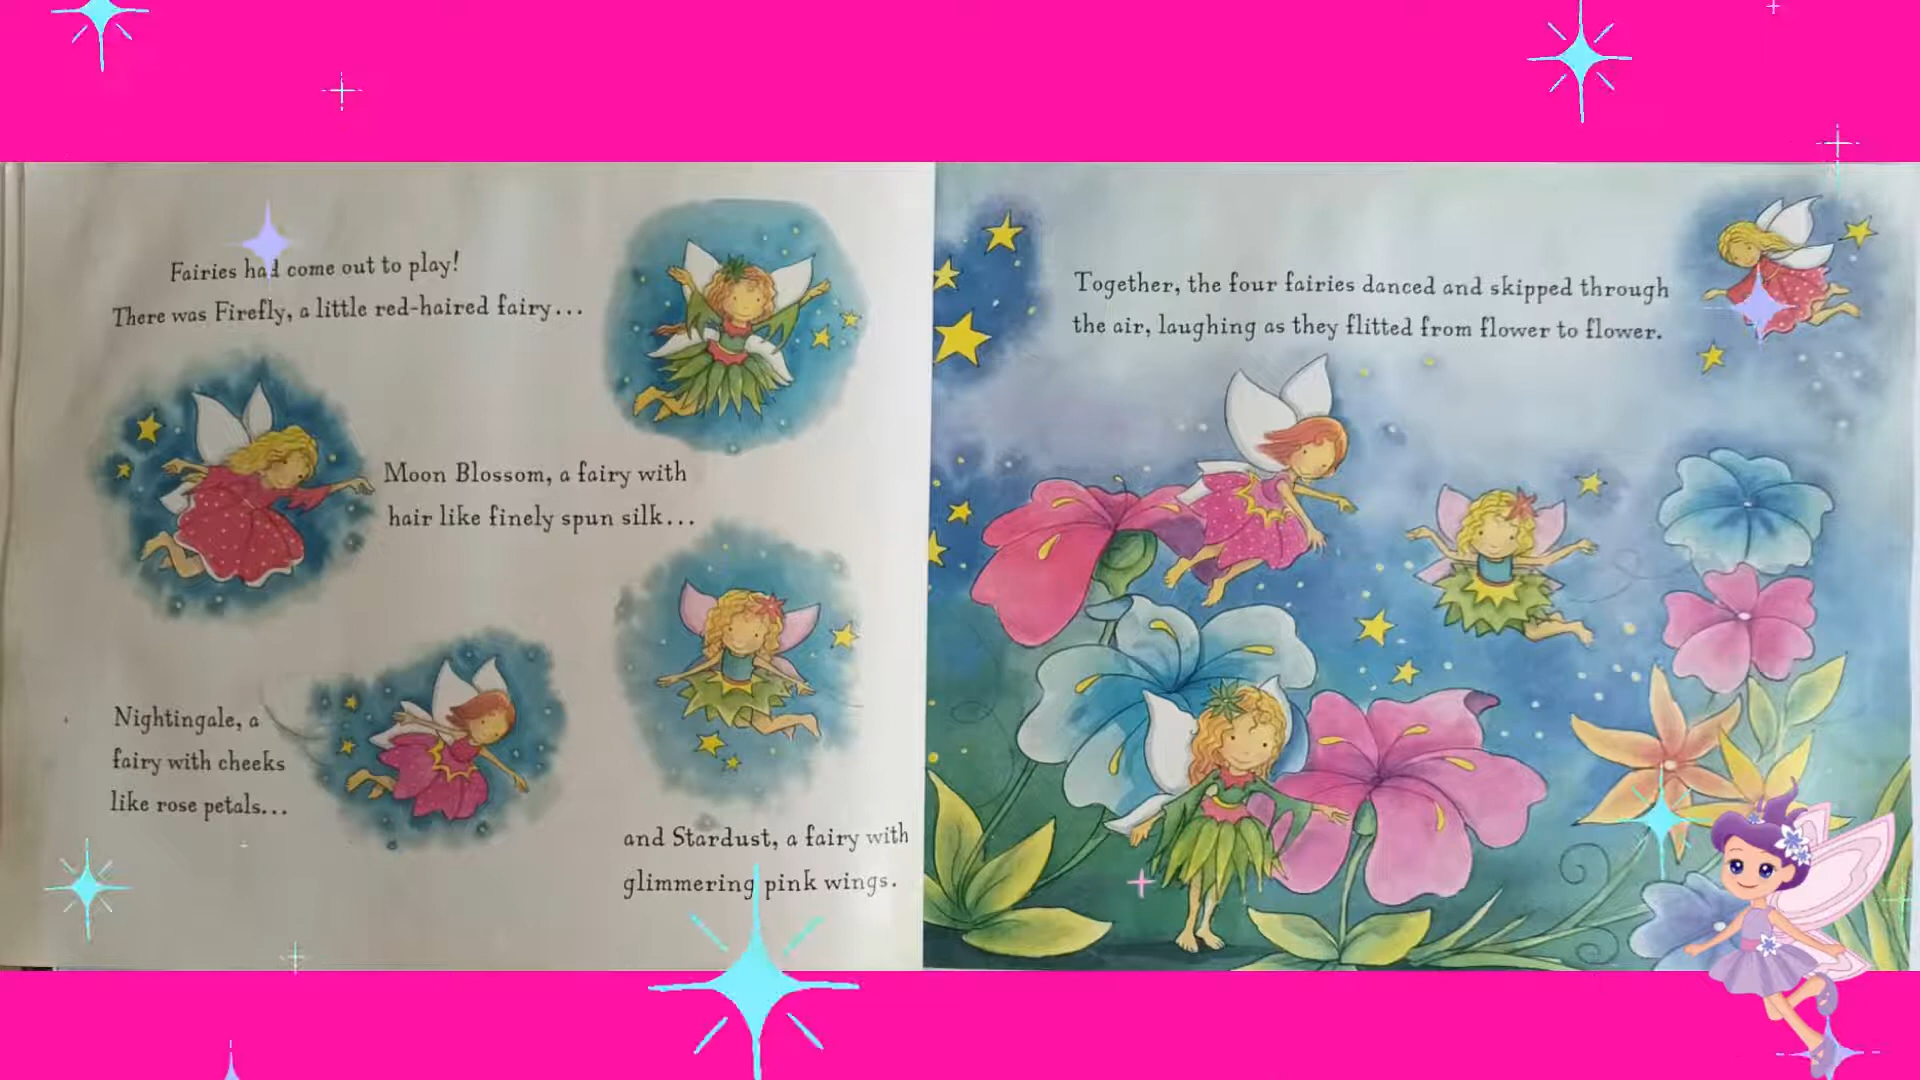 Fairies had come out to play!
There was Firefly, a little red-haired fairy...
Moon Blossom, a fairy with
hair like finely spun silk...
Nightingale, a
fairy with cheeks
like rose petals...
and Stardust, a fairy with
glimmering pink wings.
Together, the four fairies danced and skipped through
the air, laughing as they flitted from flower to flower.